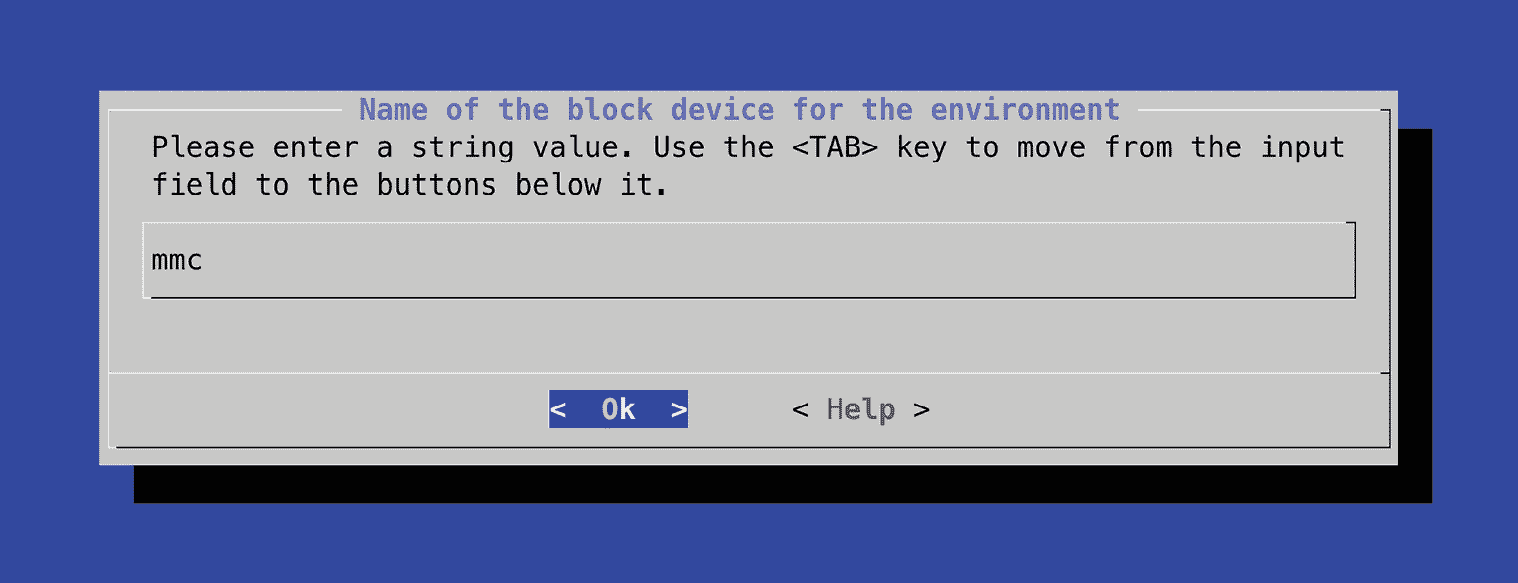 Name of the block device for the environment
Please enter a string value. Use the <TAB> key to move from the input
field to the buttons below it.
mmc
<  Ok  > < Help >